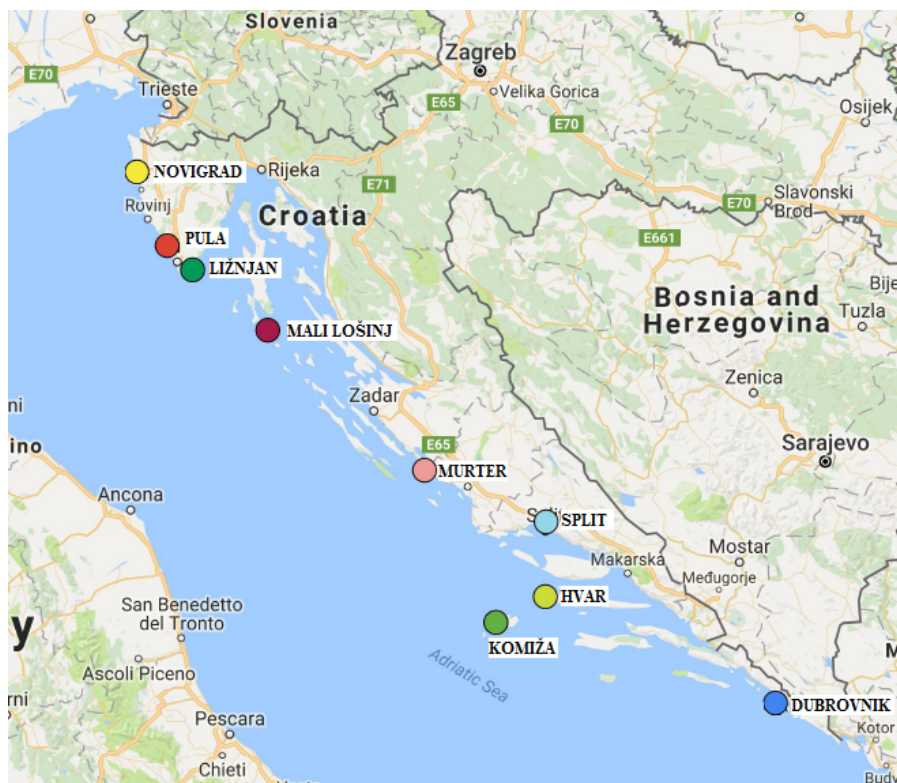 Slovenia
Zagreb
E70
Trieste
Velika Gorica
E65
E70
Osijek
NOVIGRAD
Rijeka
E71
Rovinj
Croatia
E70
Slavonski
Brod
E661
PULA
LIŽNJAN
Bosnia and
Herzegovina
Tuzla
MALI LOŠINJ
Zenica
Zadar
ni
ino
E65
Sarajevo
MURTER
Ancona
SPLIT
Mostar
Makarska
Međugorje
HVAR
San Benedetto
del Tronto
KOMIŽA
y
Adriatic Sea
M
Ascoli Piceno
rni
DUBROVNIK
Pescara
Kotor
Chieti
Budv